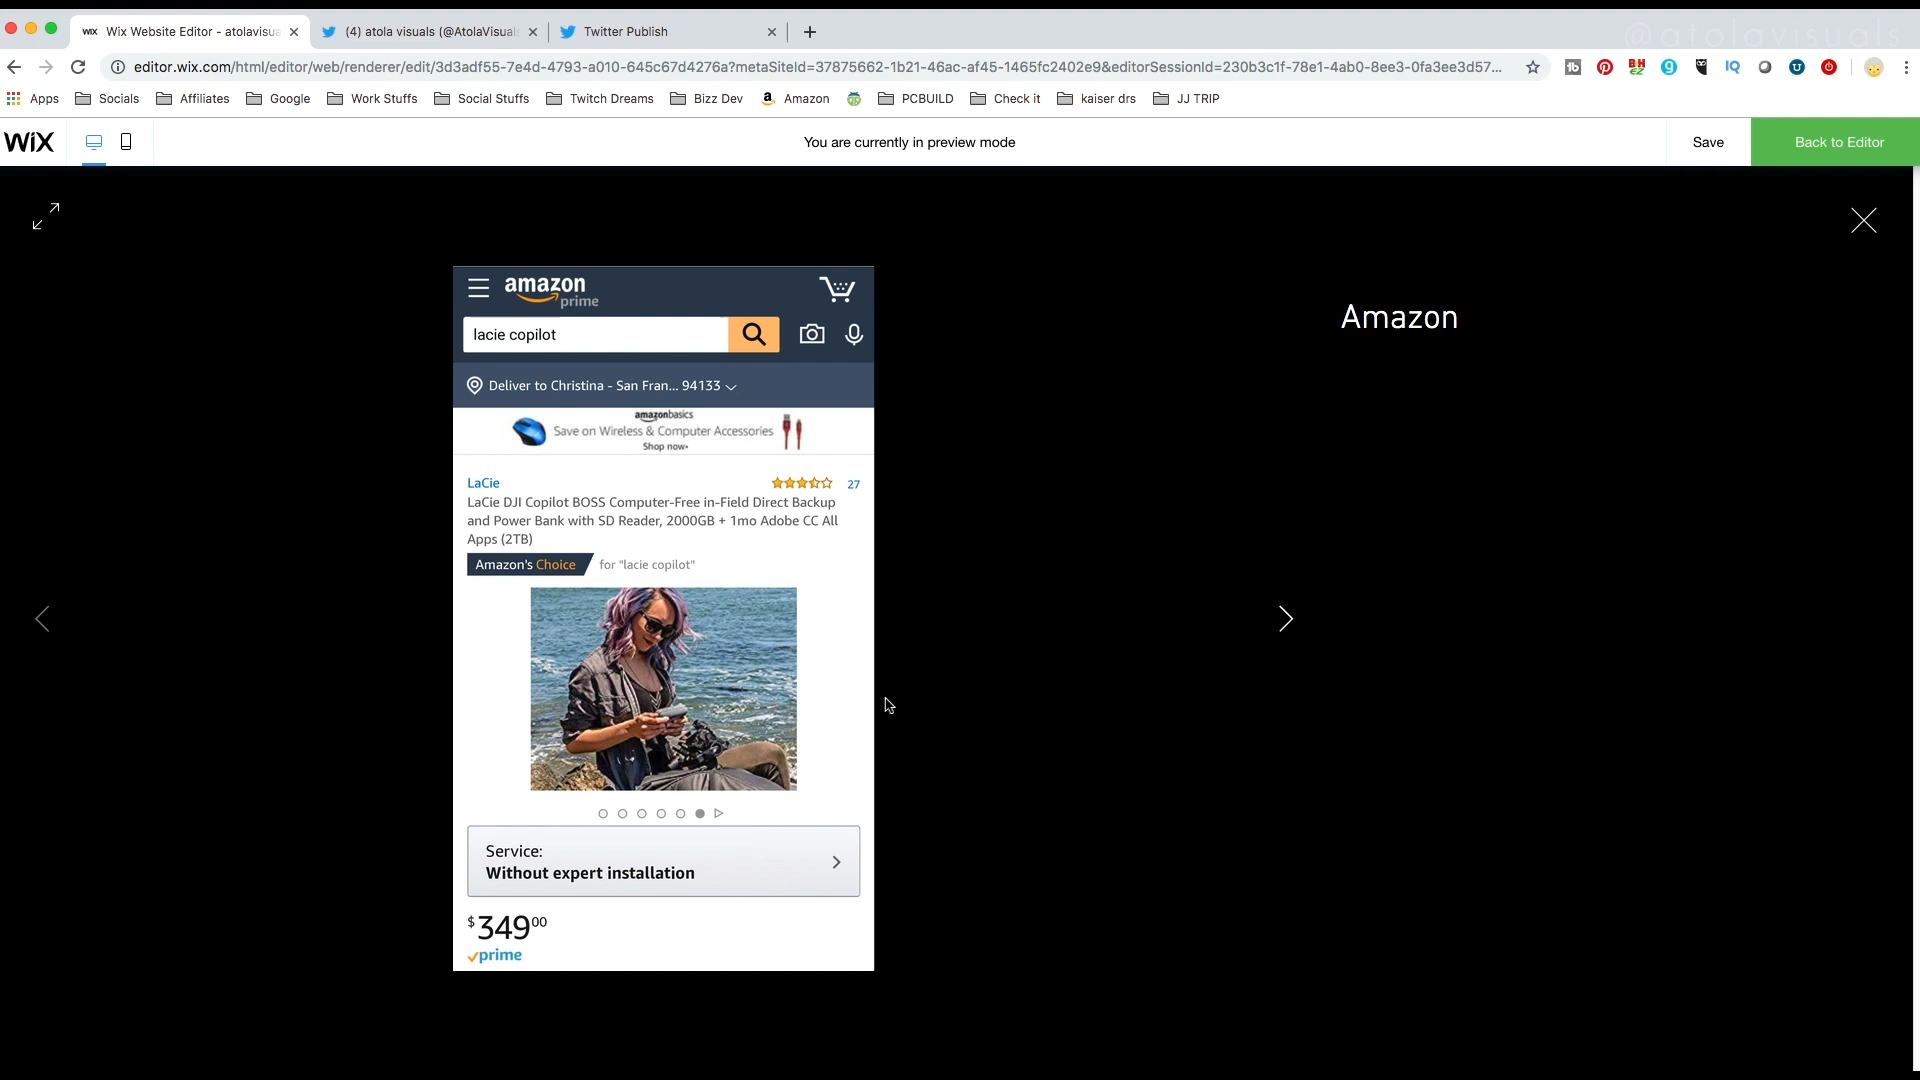 @atolavisuals
WiX Wix Website Editor - atolavisua
(4) atola visuals (@AtolaVisuals
Twitter Publish
editor.wix.com/html/editor/web/renderer/edit/3d3adf55-7e4d-4793-a010-645c67d4276a?metaSiteId=37875662-1b21-46ac-af45-1465fc2402e9&editorSessionId=230b3c1f-78e1-4ab0-8ee3-0fa3ee3d57...
Apps Socials Affiliates Google Work Stuffs Social Stuffs Twitch Dreams Bizz Dev Amazon PCBUILD Check it kaiser drs JJ TRIP
WiX
You are currently in preview mode
Save
Back to Editor
amazon
prime
lacie copilot
Deliver to Christina - San Fran... 94133
amazonbasics
Save on Wireless & Computer Accessories
Shop now
LaCie
27
LaCie DJI Copilot BOSS Computer-Free in-Field Direct Backup
and Power Bank with SD Reader, 2000GB + 1mo Adobe CC All
Apps (2TB)
Amazon's Choice for "lacie copilot"
Service:
Without expert installation
$34900
prime
Amazon